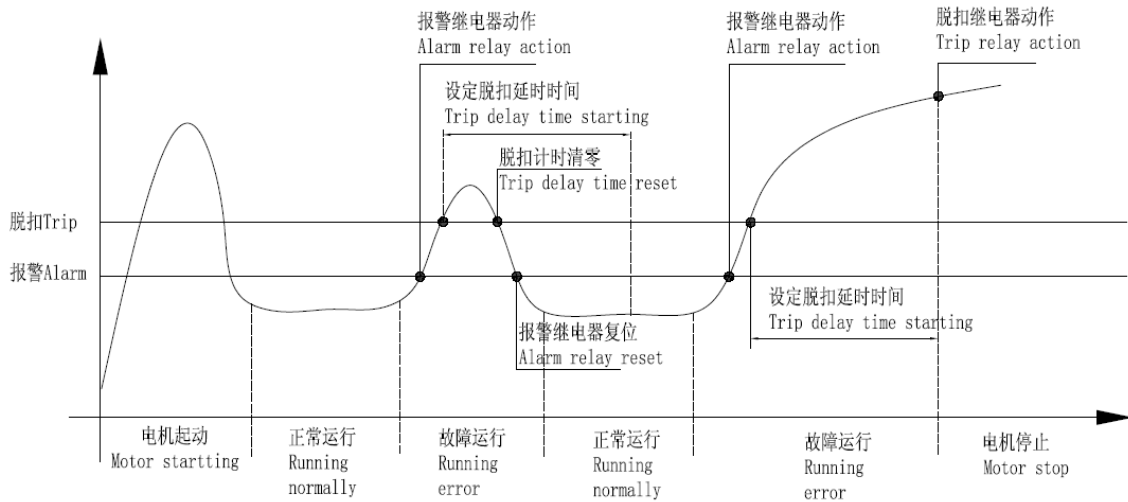 报警继电器动作
Alarm relay action
报警继电器动作
Alarm relay action
脱扣继电器动作
Trip relay action
设定脱扣延时时间
Trip delay time starting
脱扣计时清零
Trip delay time reset
脱扣Trip
报警Alarm
设定脱扣延时时间
Trip delay time starting
报警继电器复位
Alarm relay reset
电机起动
Motor startting
正常运行
Running
normally
故障运行
Running
error
正常运行
Running
normally
故障运行
Running
error
电机停止
Motor stop